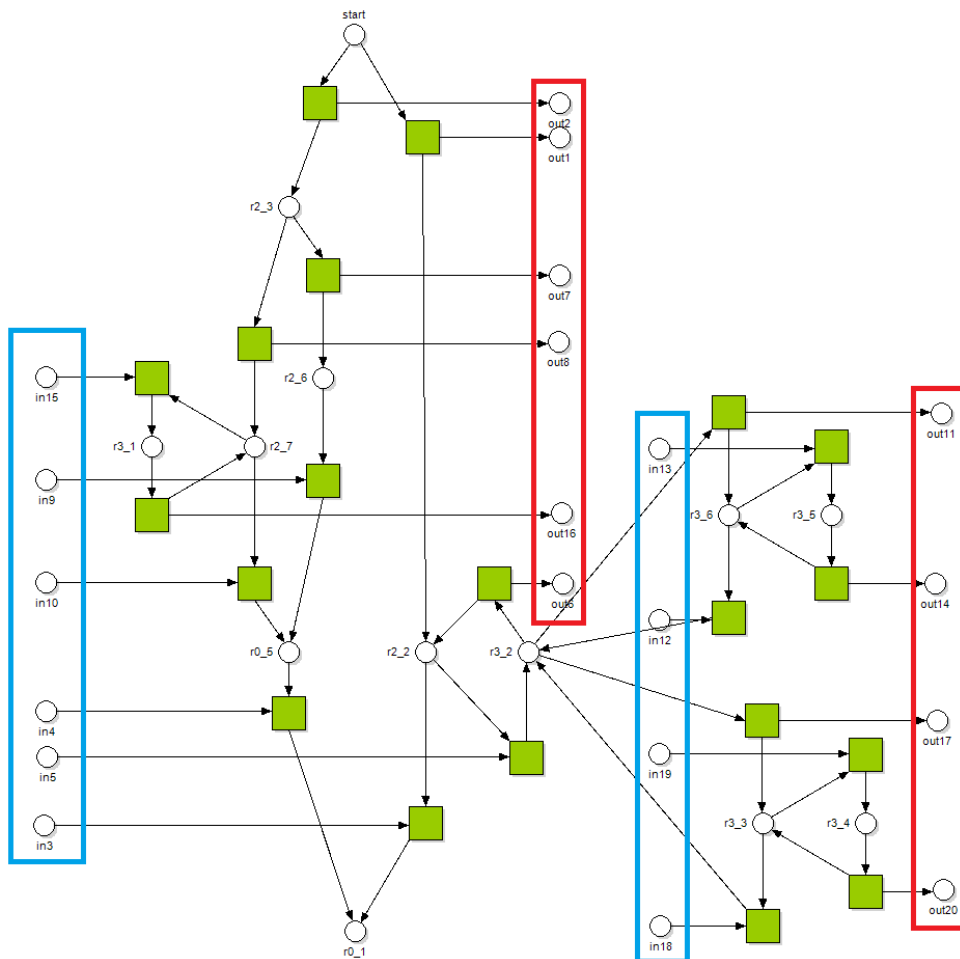 start
out2
out1
r2_3
out7
out8
r2_6
in15
r3_1
r2_7
out11
in13
in9
r3_6
r3_5
out16
in10
out14
out6
in12
r0_5
r2_2
r3_2
in4
out17
in5
in19
in3
r3_3
r3_4
out20
r0_1
in18